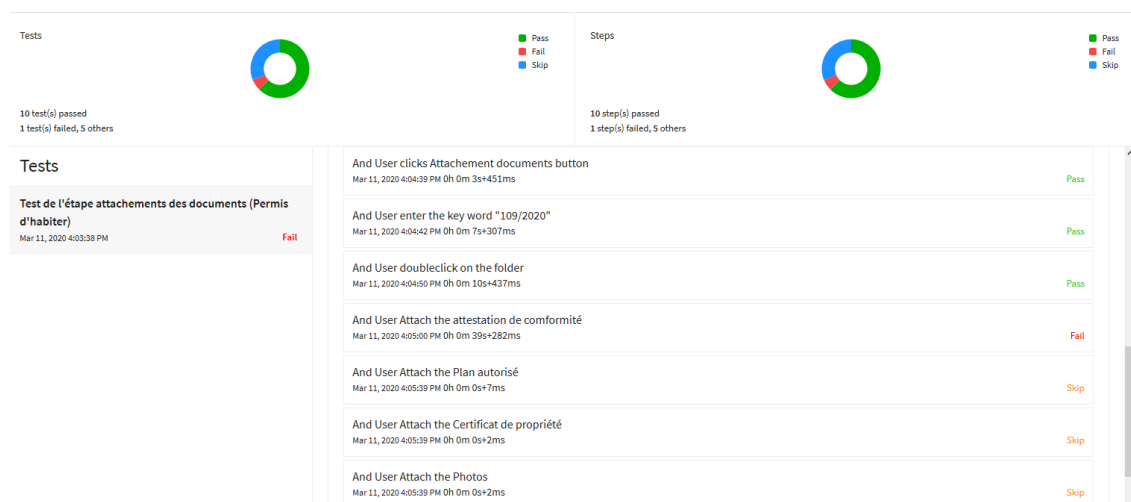 Tests
Pass
Fail
Skip
10 test(s) passed
1 test(s) failed, 5 others
Steps
Pass
Fail
Skip
10 step(s) passed
1 step(s) failed, 5 others
Tests
Test de l'étape attachements des documents (Permis
d'habiter)
Mar 11, 2020 4:03:38 PM Fail
And User clicks Attachement documents button
Mar 11, 2020 4:04:39 PM 0h 0m 3s+451ms Pass
And User enter the key word "109/2020"
Mar 11, 2020 4:04:42 PM 0h 0m 7s+307ms Pass
And User doubleclick on the folder
Mar 11, 2020 4:04:50 PM 0h 0m 10s+437ms Pass
And User Attach the attestation de comformité
Mar 11, 2020 4:05:00 PM 0h 0m 39s+282ms Fail
And User Attach the Plan autorisé
Mar 11, 2020 4:05:39 PM 0h 0m 0s+7ms Skip
And User Attach the Certificat de propriété
Mar 11, 2020 4:05:39 PM 0h 0m 0s+2ms Skip
And User Attach the Photos
Mar 11, 2020 4:05:39 PM 0h 0m 0s+2ms Skip